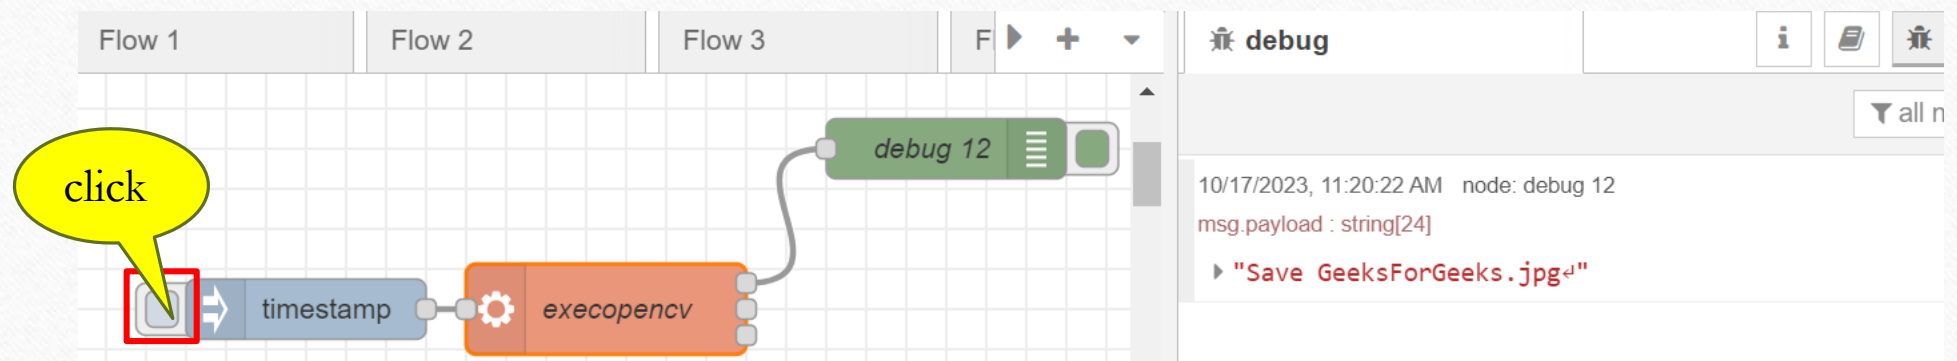 Flow 1
Flow 2
Flow 3
debug
all
click
debug 12
timestamp
execopencv
10/17/2023, 11:20:22 AM node: debug 12
msg.payload : string[24]
"Save GeeksForGeeks.jpg↵"